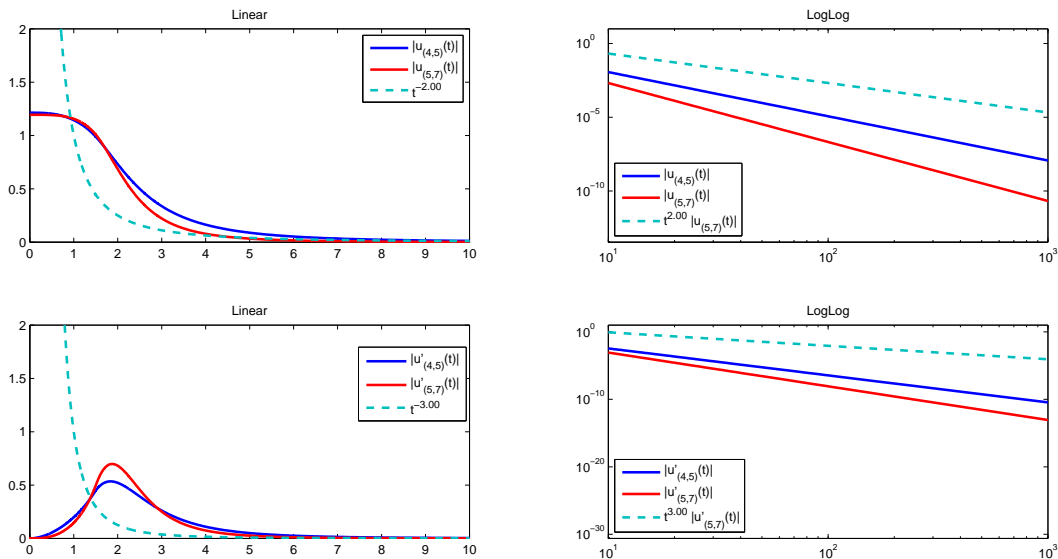 Linear
2
1.5
1
0.5
0
0 1 2 3 4 5 6 7 8 9 10
|u(4,5)(t)|
|u(5,7)(t)|
t−2.00
LogLog
10^0
10^−5
10^−10
10^1 10^2 10^3
|u(4,5)(t)|
|u(5,7)(t)|
t^2.00 |u(5,7)(t)|
Linear
2
1.5
1
0.5
0
0 1 2 3 4 5 6 7 8 9 10
|u'(4,5)(t)|
|u'(5,7)(t)|
t−3.00
LogLog
10^0
10^−10
10^−20
10^−30
10^1 10^2 10^3
|u'(4,5)(t)|
|u'(5,7)(t)|
t^3.00 |u'(5,7)(t)|